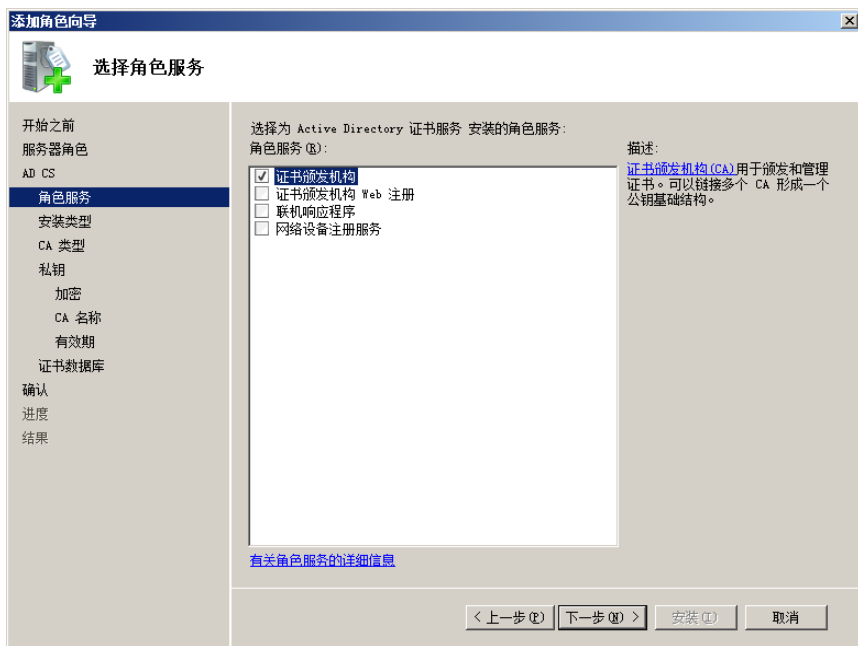 添加角色向导
选择角色服务
开始之前
服务器角色
AD CS
角色服务
安装类型
CA 类型
私钥
加密
CA 名称
有效期
证书数据库
确认
进度
结果
选择为 Active Directory 证书服务 安装的角色服务:
角色服务(R):
证书颁发机构
证书颁发机构 Web 注册
联机响应程序
网络设备注册服务
有关角色服务的详细信息
描述:
证书颁发机构(CA)用于颁发和管理
证书。可以链接多个 CA 形成一个
公钥基础结构。
< 上一步(P) 下一步(N) > 安装(I) 取消